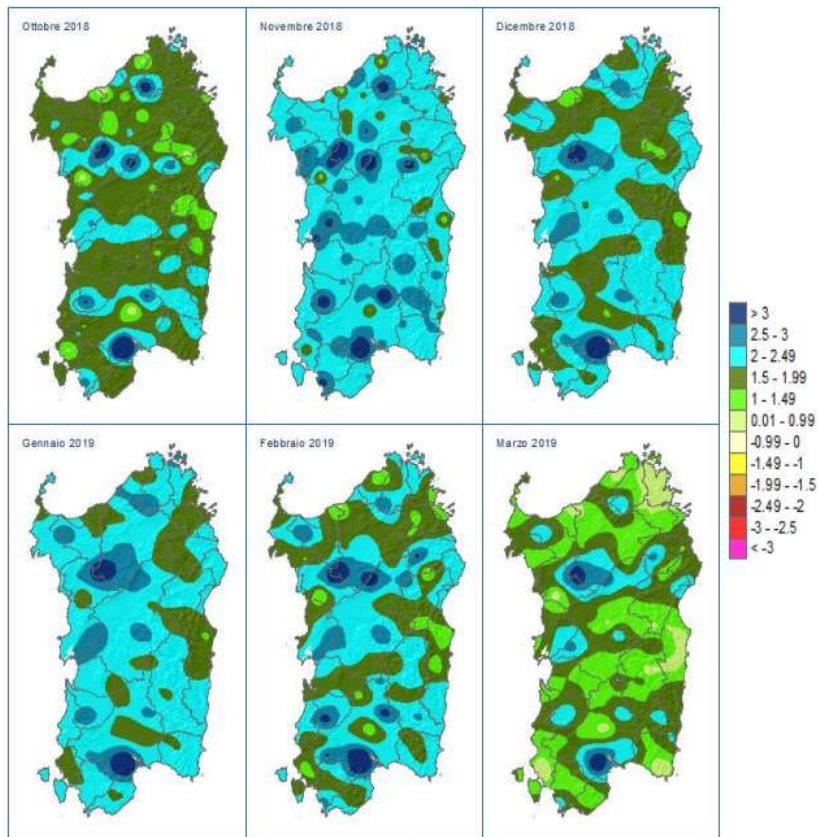 Ottobre 2018
Novembre 2018
Dicembre 2018
> 3
2.5 - 3
2 - 2.49
1.5 - 1.99
1 - 1.49
0.01 - 0.99
-0.99 - 0
-1.49 - -1
-1.99 - -1.5
-2.49 - -2
-3 - -2.5
< -3
Gennaio 2019
Febbraio 2019
Marzo 2019